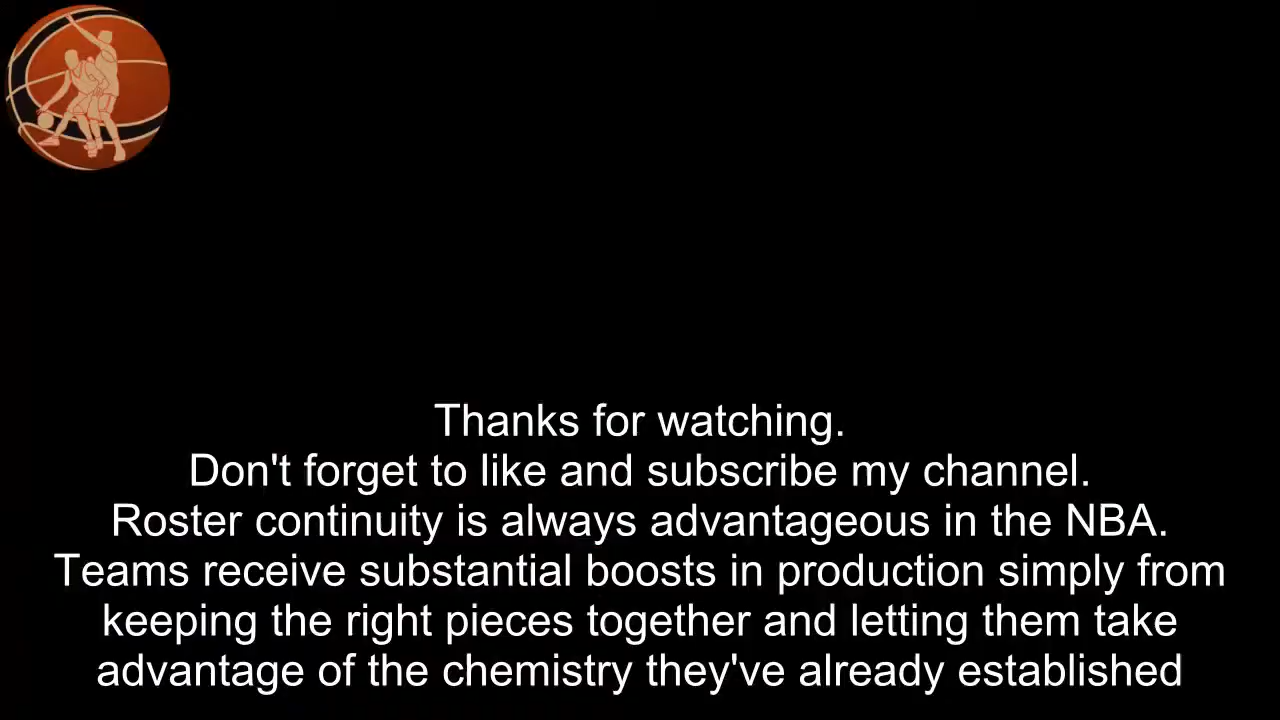 Thanks for watching.
Don't forget to like and subscribe my channel.
Roster continuity is always advantageous in the NBA.
Teams receive substantial boosts in production simply from
keeping the right pieces together and letting them take
advantage of the chemistry they've already established